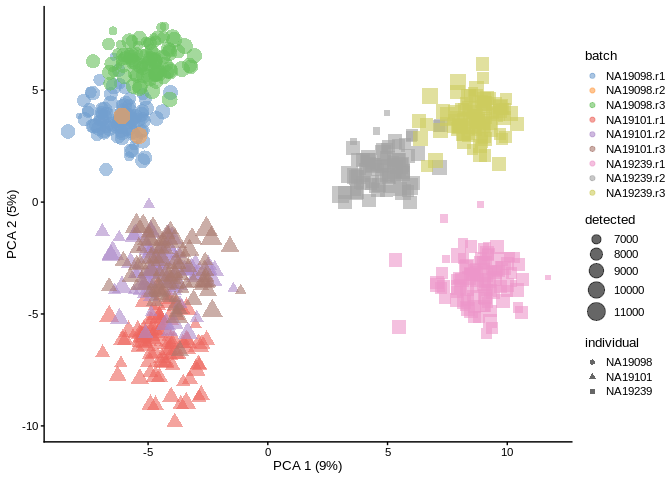 batch
NA19098.r1
NA19098.r2
NA19098.r3
NA19101.r1
NA19101.r2
NA19101.r3
NA19239.r1
NA19239.r2
NA19239.r3
detected
7000
8000
9000
10000
11000
individual
NA19098
NA19101
NA19239
PCA 2 (5%)
5
0
-5
-10
-5
0
5
10
PCA 1 (9%)